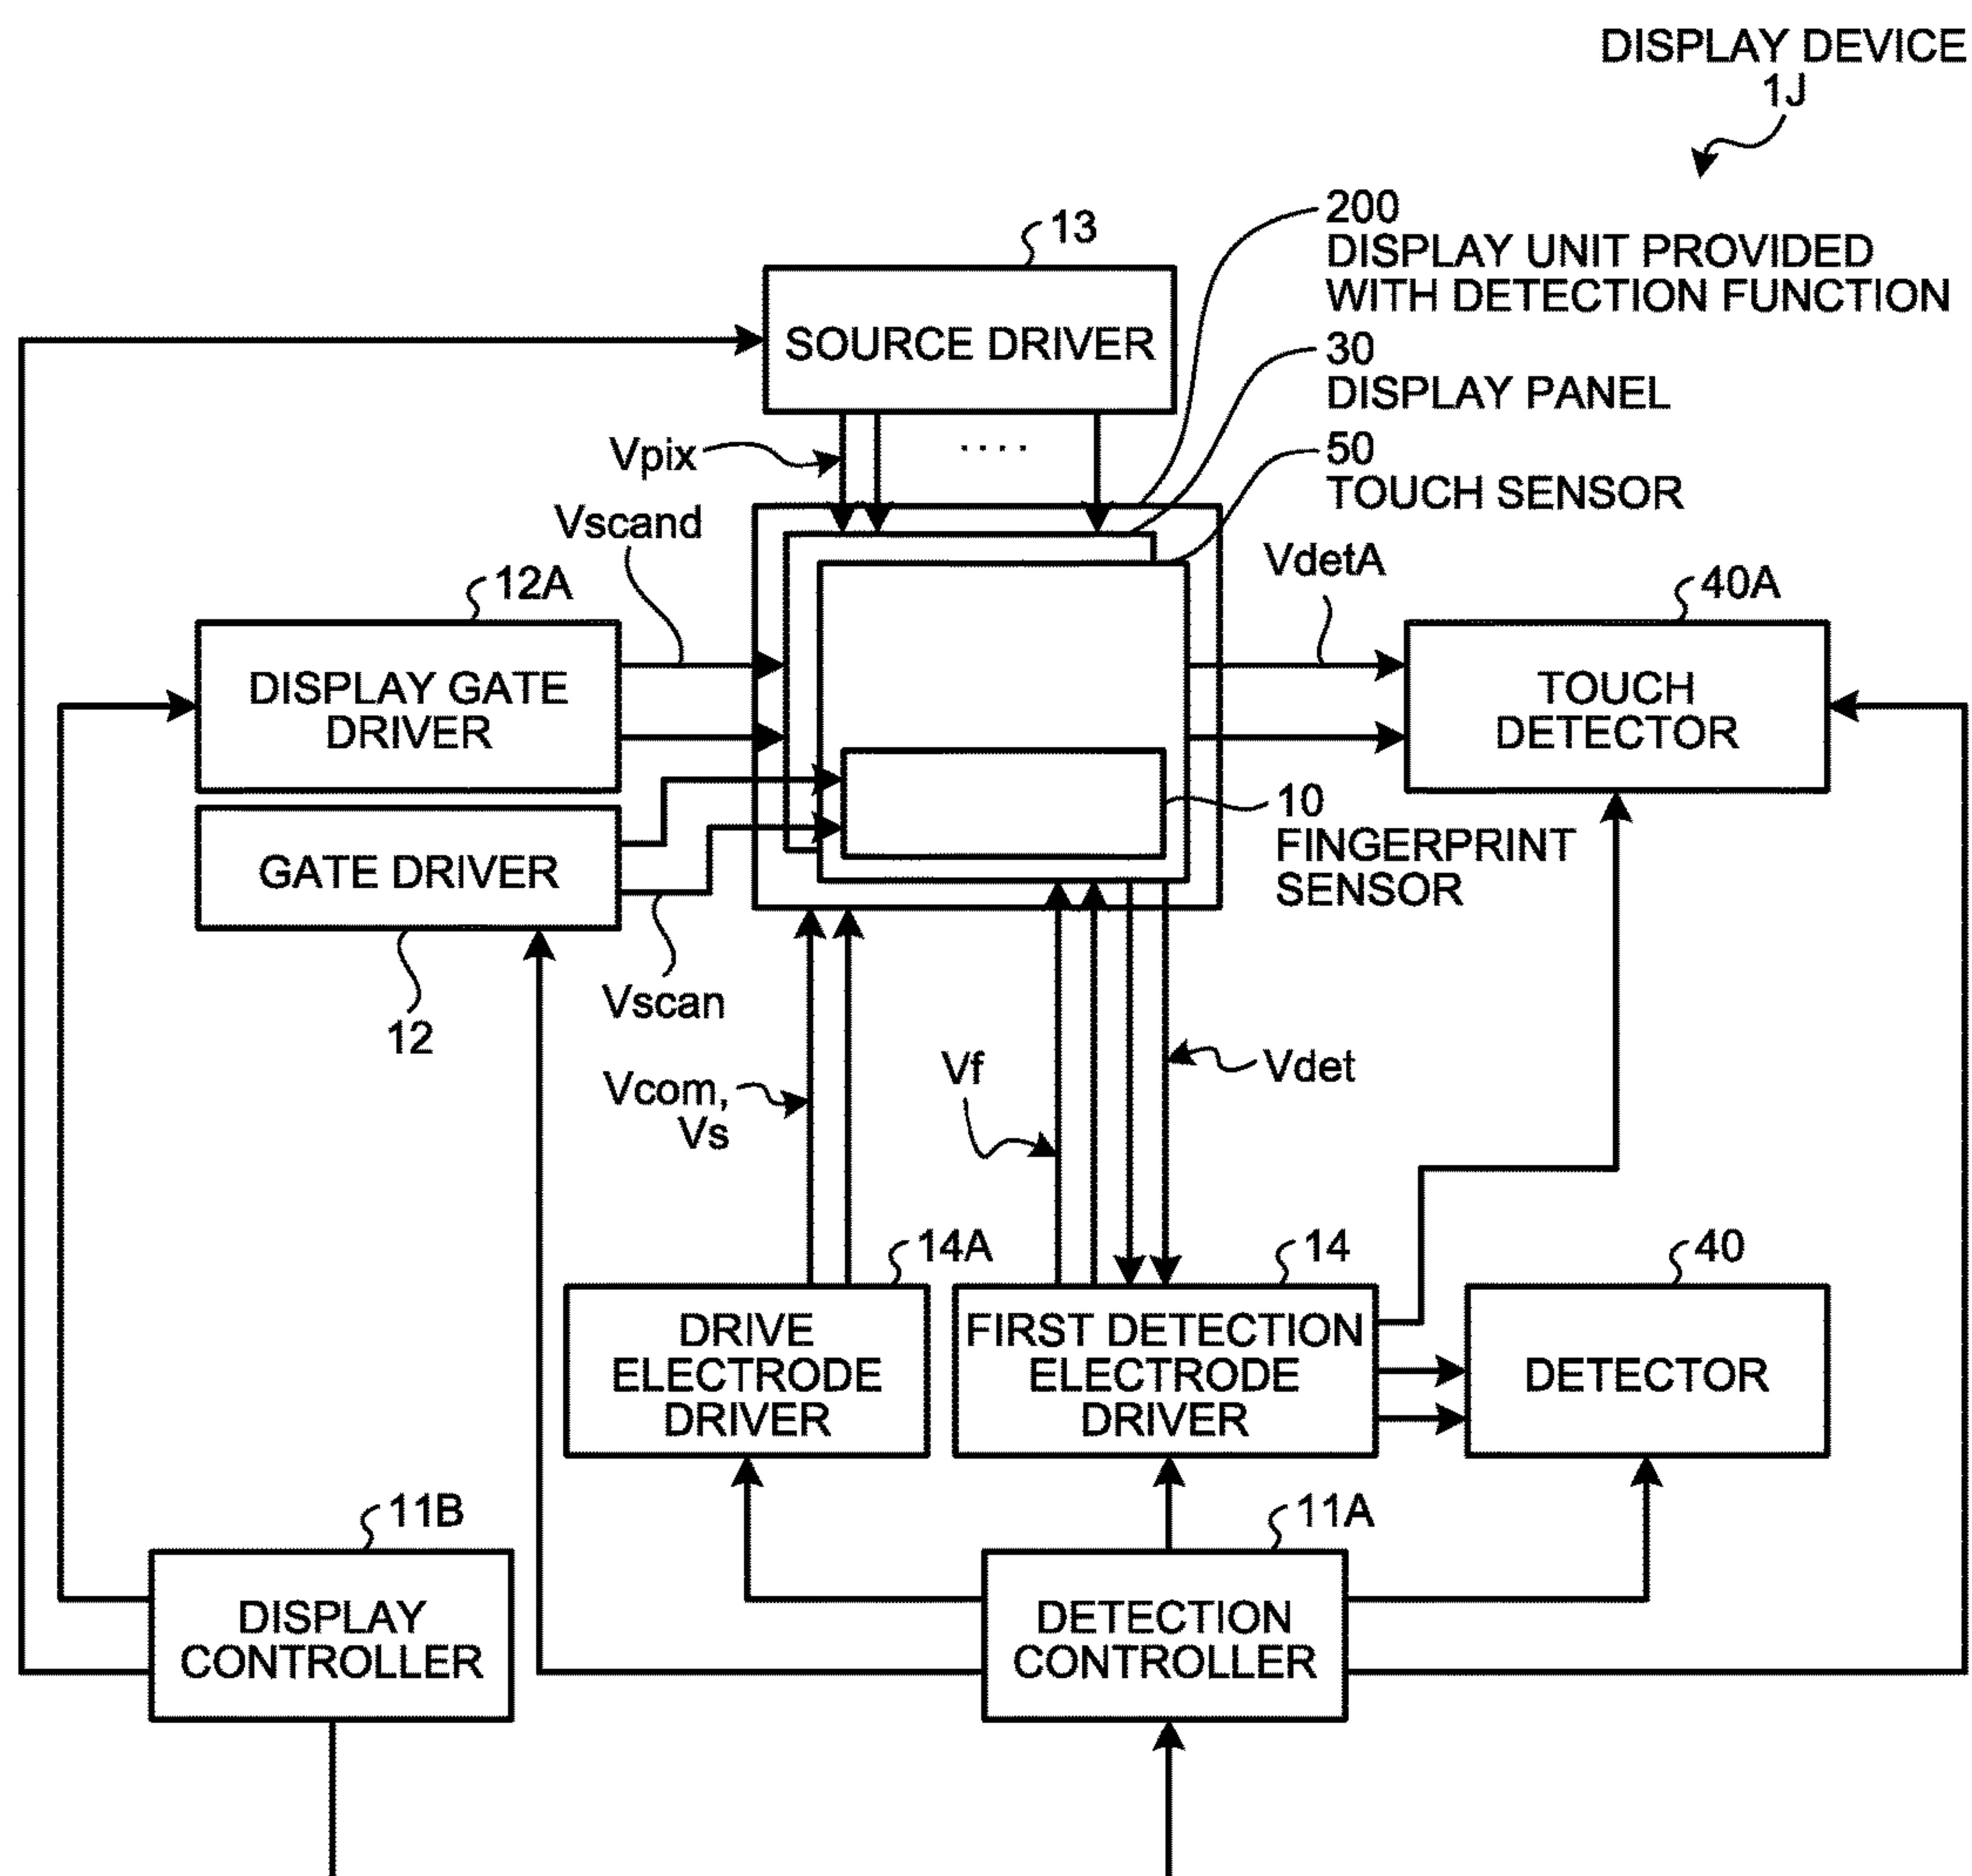 DISPLAY DEVICE
1J
200
DISPLAY UNIT PROVIDED
WITH DETECTION FUNCTION
13
SOURCE DRIVER
30
DISPLAY PANEL
Vpix
....
50
TOUCH SENSOR
Vscand
VdetA
12A
40A
DISPLAY GATE
DRIVER
TOUCH
DETECTOR
10
FINGERPRINT
SENSOR
GATE DRIVER
Vscan
12
Vf
Vdet
Vcom,
Vs
14A
14
40
DRIVE
ELECTRODE
DRIVER
FIRST DETECTION
ELECTRODE
DRIVER
DETECTOR
11B
11A
DISPLAY
CONTROLLER
DETECTION
CONTROLLER